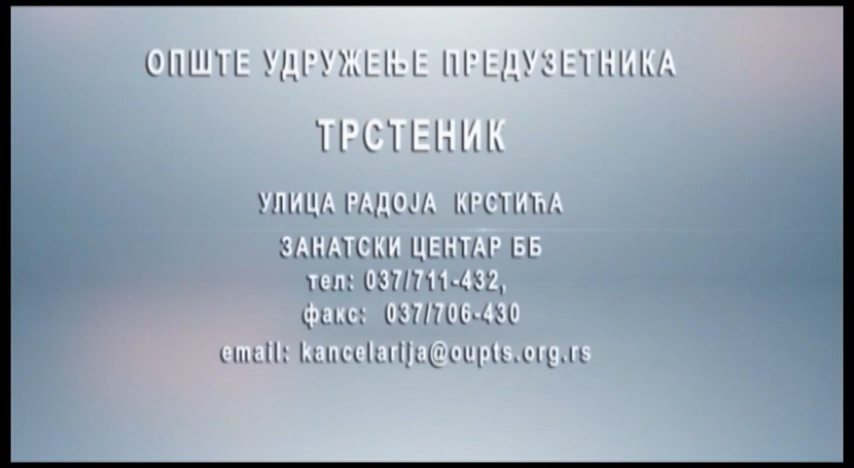 ОПШТЕ УДРУЖЕЊЕ ПРЕДУЗЕТНИКА
ТРСТЕНИК
УЛИЦА РАДОЈА КРСТИЋА
ЗАНАТСКИ ЦЕНТАР ББ
тел: 037/711-432,
факс: 037/706-430
email: kancelarija@oupts.org.rs